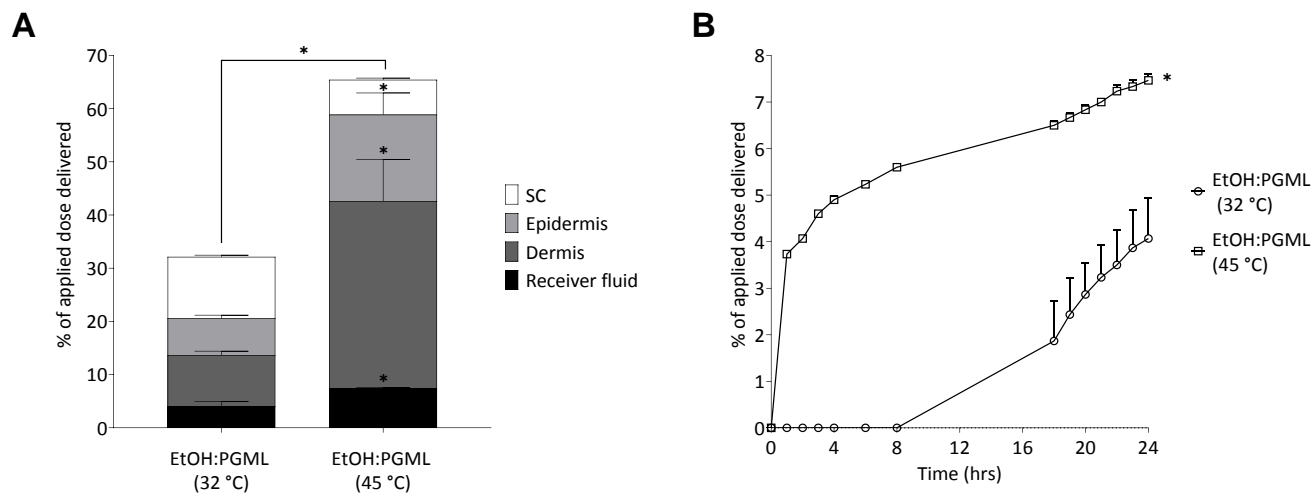 A
% of applied dose delivered
70
60
50
40
30
20
10
0
*
*
*
*
EtOH:PGML
(32 °C)
EtOH:PGML
(45 °C)
SC
Epidermis
Dermis
Receiver fluid
B
% of applied dose delivered
8
7
6
5
4
3
2
1
0
*
0
4
8
12
16
20
24
Time (hrs)
EtOH:PGML
(32 °C)
EtOH:PGML
(45 °C)